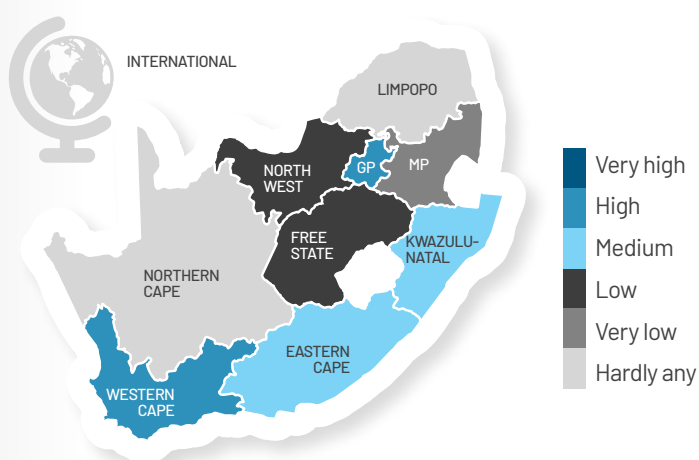 INTERNATIONAL
LIMPOPO
NORTH
WEST
GP
MP
FREE
STATE
KWAZULU-
NATAL
NORTHERN
CAPE
EASTERN
CAPE
WESTERN
CAPE
Very high
High
Medium
Low
Very low
Hardly any